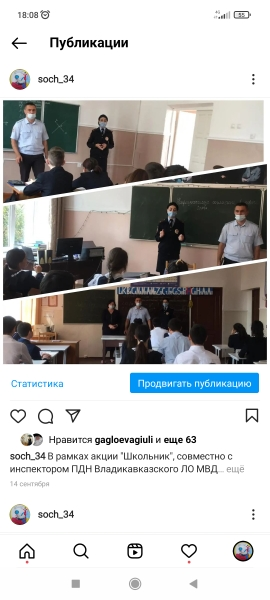 18:08
4G
55
Публикации
soch_34
Статистика
Продвигать публикацию
Нравится gagloevagiuli и еще 63
soch_34 В рамках акции "Школьник", совместно с
инспектором ПДН Владикавказского ЛО МВД... ещё
14 сентября
soch_34